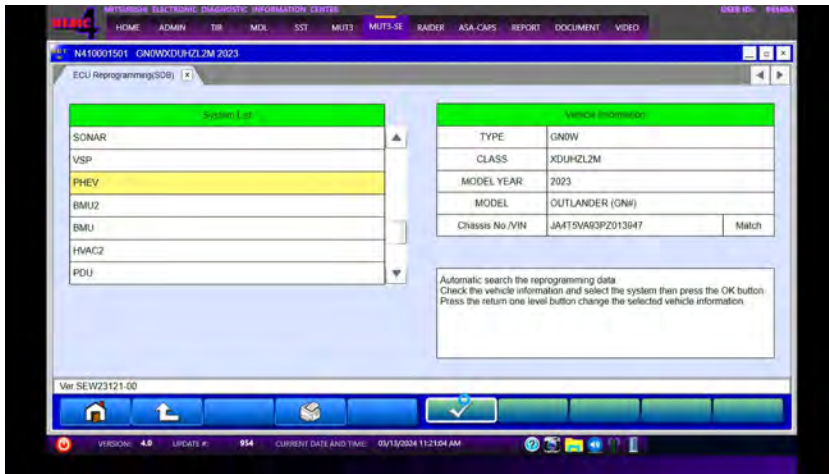 MEDIC 4
MITSUBISHI ELECTRONIC DIAGNOSTIC INFORMATION CENTER
USER ID:
HOME ADMIN TIR MDL SST MUT3 MUT3-SE RAIDER ASA-CAPS REPORT DOCUMENT VIDEO
N410001501 GN0WXDUHZL2M 2023
ECU Reprogramming(SDB)
System List
SONAR
VSP
PHEV
BMU2
BMU
HVAC2
PDU
Vehicle Information
TYPE GN0W
CLASS XDUHZL2M
MODEL YEAR 2023
MODEL OUTLANDER (GN#)
Chassis No./VIN JA4T5VA93PZ013947 Match
Automatic search the reprogramming data.
Check the vehicle information and select the system then press the OK button.
Press the return one level button change the selected vehicle information.
Ver.SEW23121-00
VERSION: 4.0 UPDATE #: 954 CURRENT DATE AND TIME: 03/13/2024 11:21:04 AM